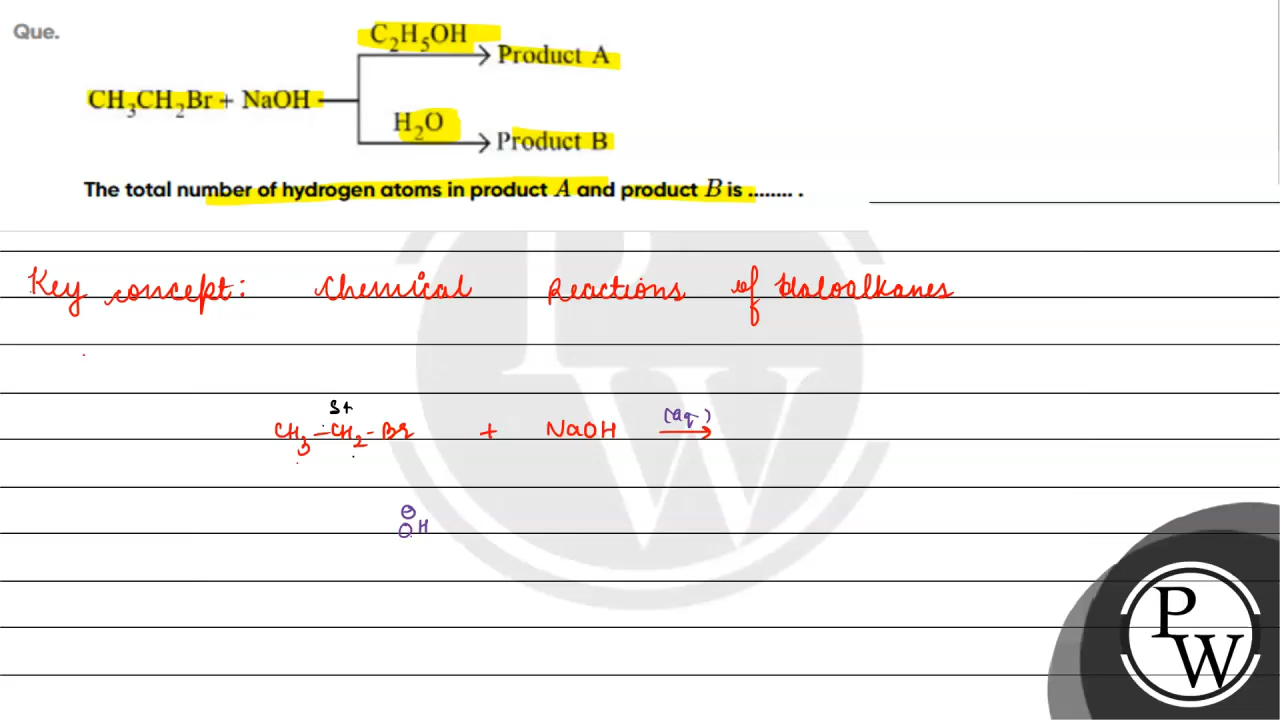 Que.
C₂H₅OH
Product A
CH₃CH₂Br + NaOH
H₂O
Product B
The total number of hydrogen atoms in product A and product B is ........ .
Key concept: Chemical Reactions of Haloalkanes
δ+
CH₃–CH₂–Br + NaOH (aq) →
⊖
OH
P
W
P
W